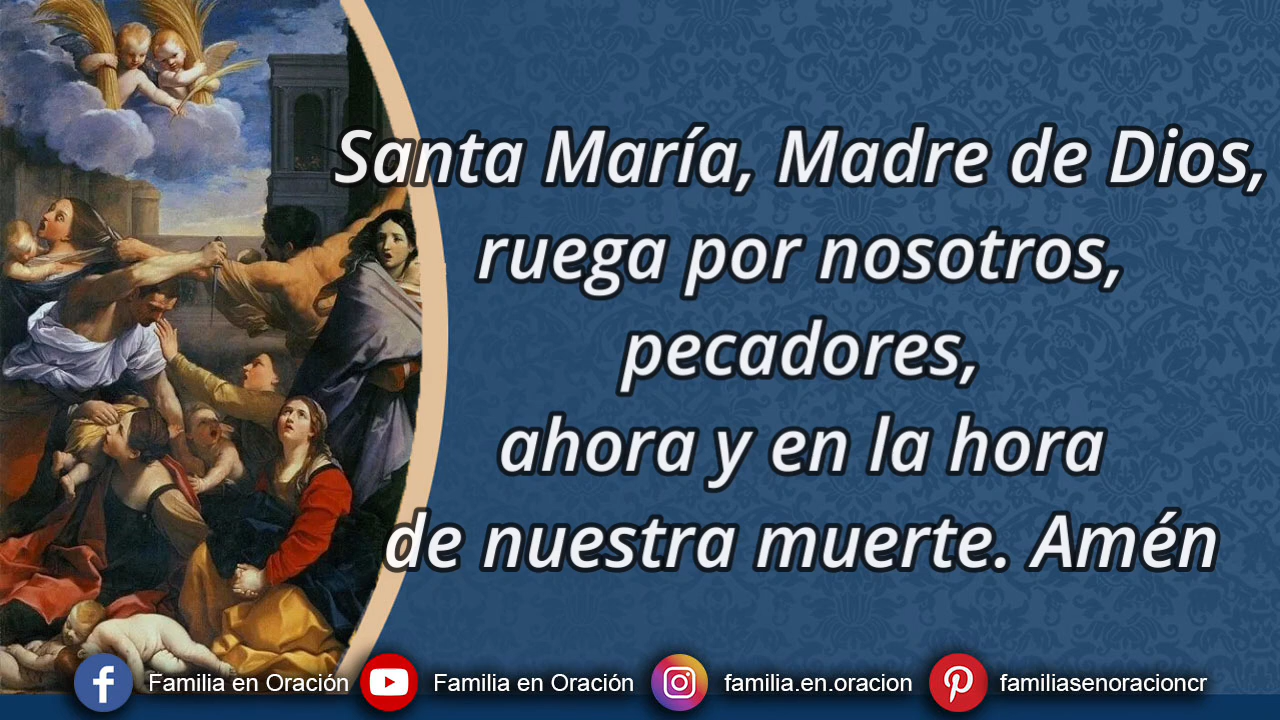 Santa María, Madre de Dios,
ruega por nosotros,
pecadores,
ahora y en la hora
de nuestra muerte. Amén
Familia en Oración Familia en Oración familia.en.oracion familiasenoracioncr